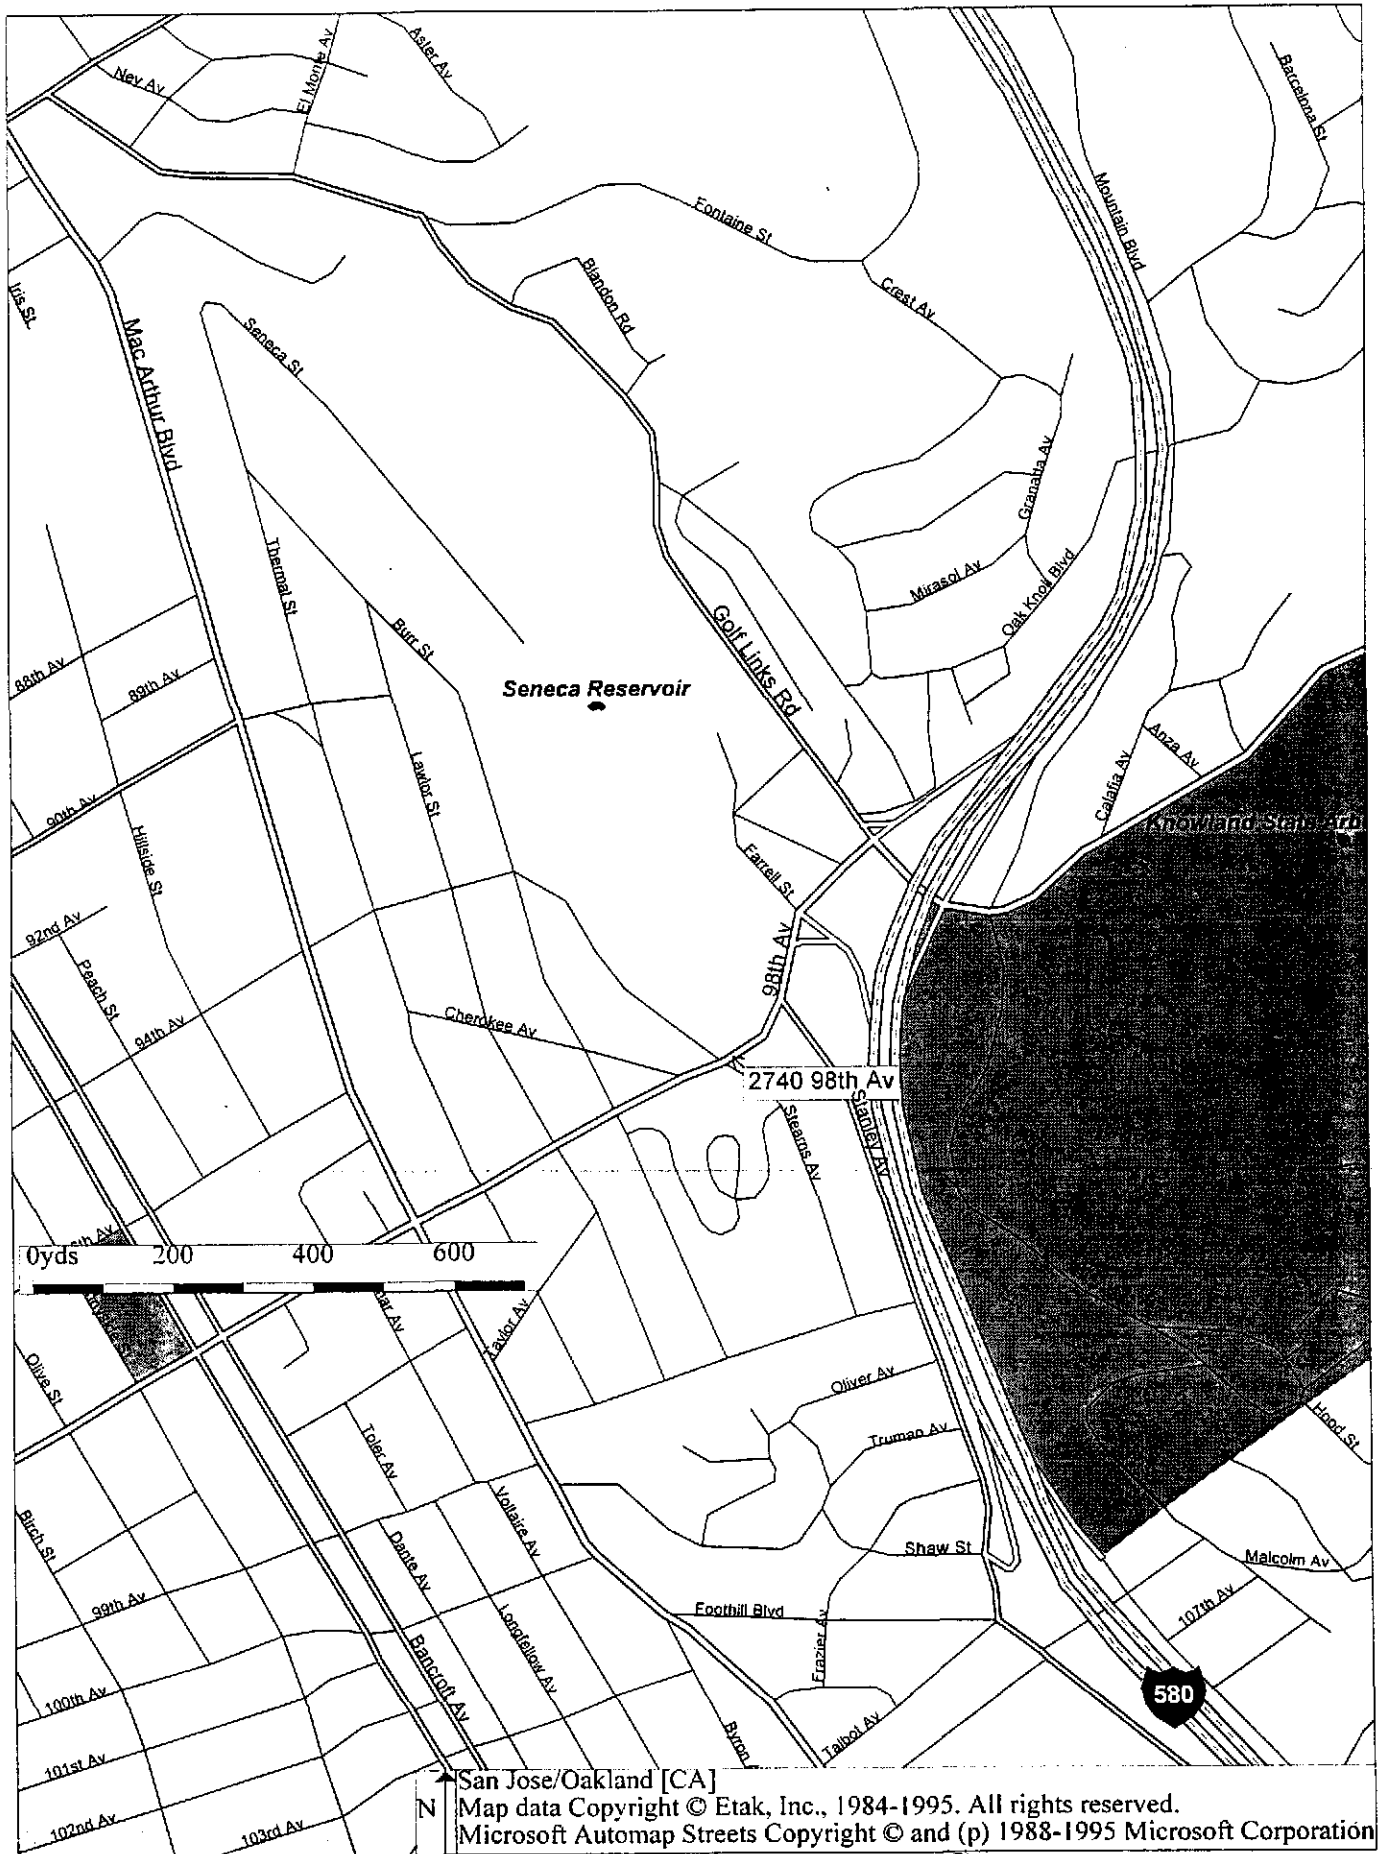 Ney Av
El Monte Av
Asler Av
Barcelona St
Mountain Blvd
Fontaine St
Crest Av
Blandon Rd
Iris St
Seneca St
Mac Arthur Blvd
Granada Av
Thermal St
Mirasol Av
Oak Knoll Blvd
Golf Links Rd
Burr St
88th Av
89th Av
Seneca Reservoir
Lawlor St
Anza Av
Calafia Av
90th Av
Hillside St
Knowland State Arb
Farrell St
92nd Av
98th Av
Peach St
94th Av
Cherokee Av
2740 98th Av
Stearns Av
Stanley Av
0yds 200 400 600
Taylor Av
Olive St
Oliver Av
Hood St
Toler Av
Truman Av
Voltaire Av
Birch St
Dante Av
Shaw St
Malcolm Av
99th Av
Foothill Blvd
107th Av
Longfellow Av
Frazier Av
Bancroft Av
580
100th Av
Byron
Talbot Av
101st Av
102nd Av
103rd Av
N
San Jose/Oakland [CA]
Map data Copyright © Etak, Inc., 1984-1995. All rights reserved.
Microsoft Automap Streets Copyright © and (p) 1988-1995 Microsoft Corporation